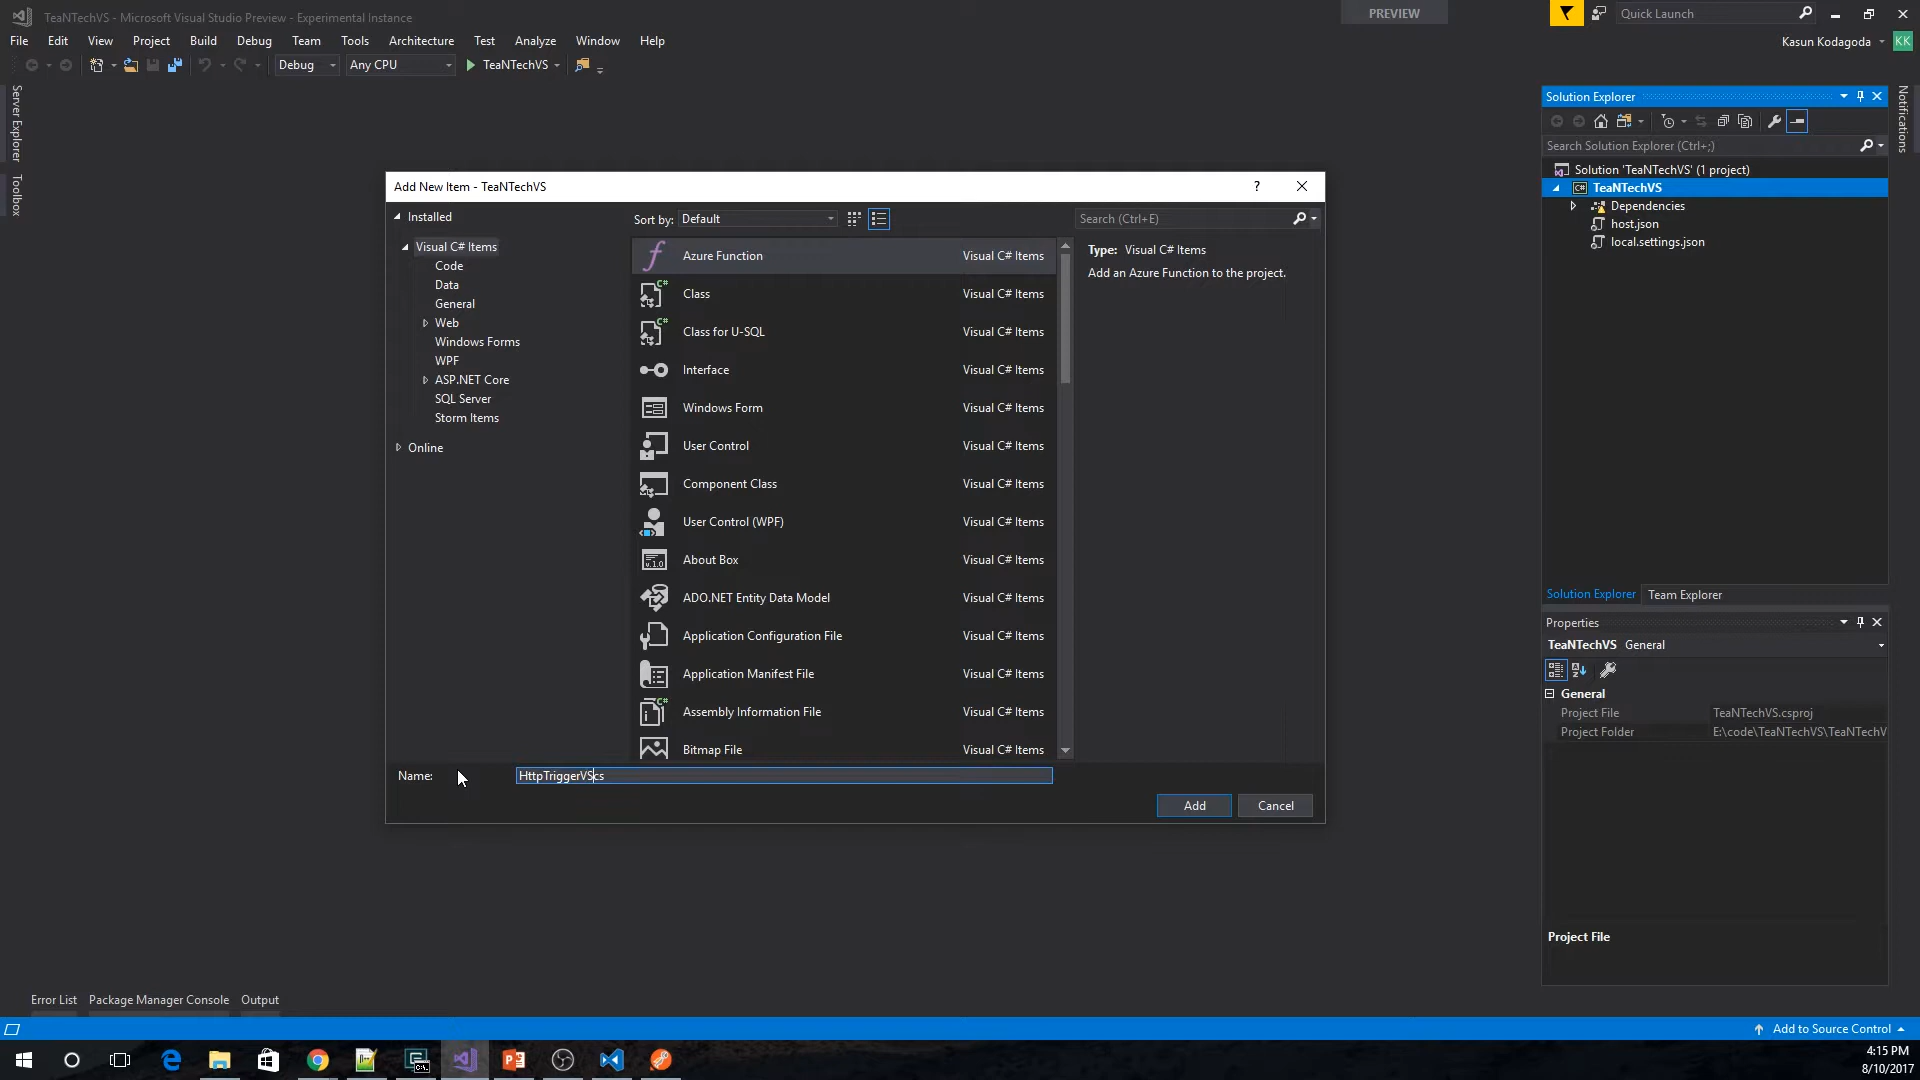 TeaNTechVS - Microsoft Visual Studio Preview - Experimental Instance
PREVIEW
Quick Launch
File Edit View Project Build Debug Team Tools Architecture Test Analyze Window Help
Kasun Kodagoda
KK
Debug
Any CPU
TeaNTechVS
Server Explorer
Toolbox
Notifications
Add New Item - TeaNTechVS
?
Installed
Visual C# Items
Code
Data
General
Web
Windows Forms
WPF
ASP.NET Core
SQL Server
Storm Items
Online
Sort by: Default
Search (Ctrl+E)
Azure Function Visual C# Items
Class Visual C# Items
Class for U-SQL Visual C# Items
Interface Visual C# Items
Windows Form Visual C# Items
User Control Visual C# Items
Component Class Visual C# Items
User Control (WPF) Visual C# Items
About Box Visual C# Items
ADO.NET Entity Data Model Visual C# Items
Application Configuration File Visual C# Items
Application Manifest File Visual C# Items
Assembly Information File Visual C# Items
Bitmap File Visual C# Items
Type: Visual C# Items
Add an Azure Function to the project.
Name: HttpTriggerVScs
Add
Cancel
Solution Explorer
Search Solution Explorer (Ctrl+;)
Solution 'TeaNTechVS' (1 project)
C# TeaNTechVS
Dependencies
host.json
local.settings.json
Solution Explorer Team Explorer
Properties
TeaNTechVS General
General
Project File TeaNTechVS.csproj
Project Folder E:\code\TeaNTechVS\TeaNTechV
Project File
Error List Package Manager Console Output
Add to Source Control
4:15 PM
8/10/2017